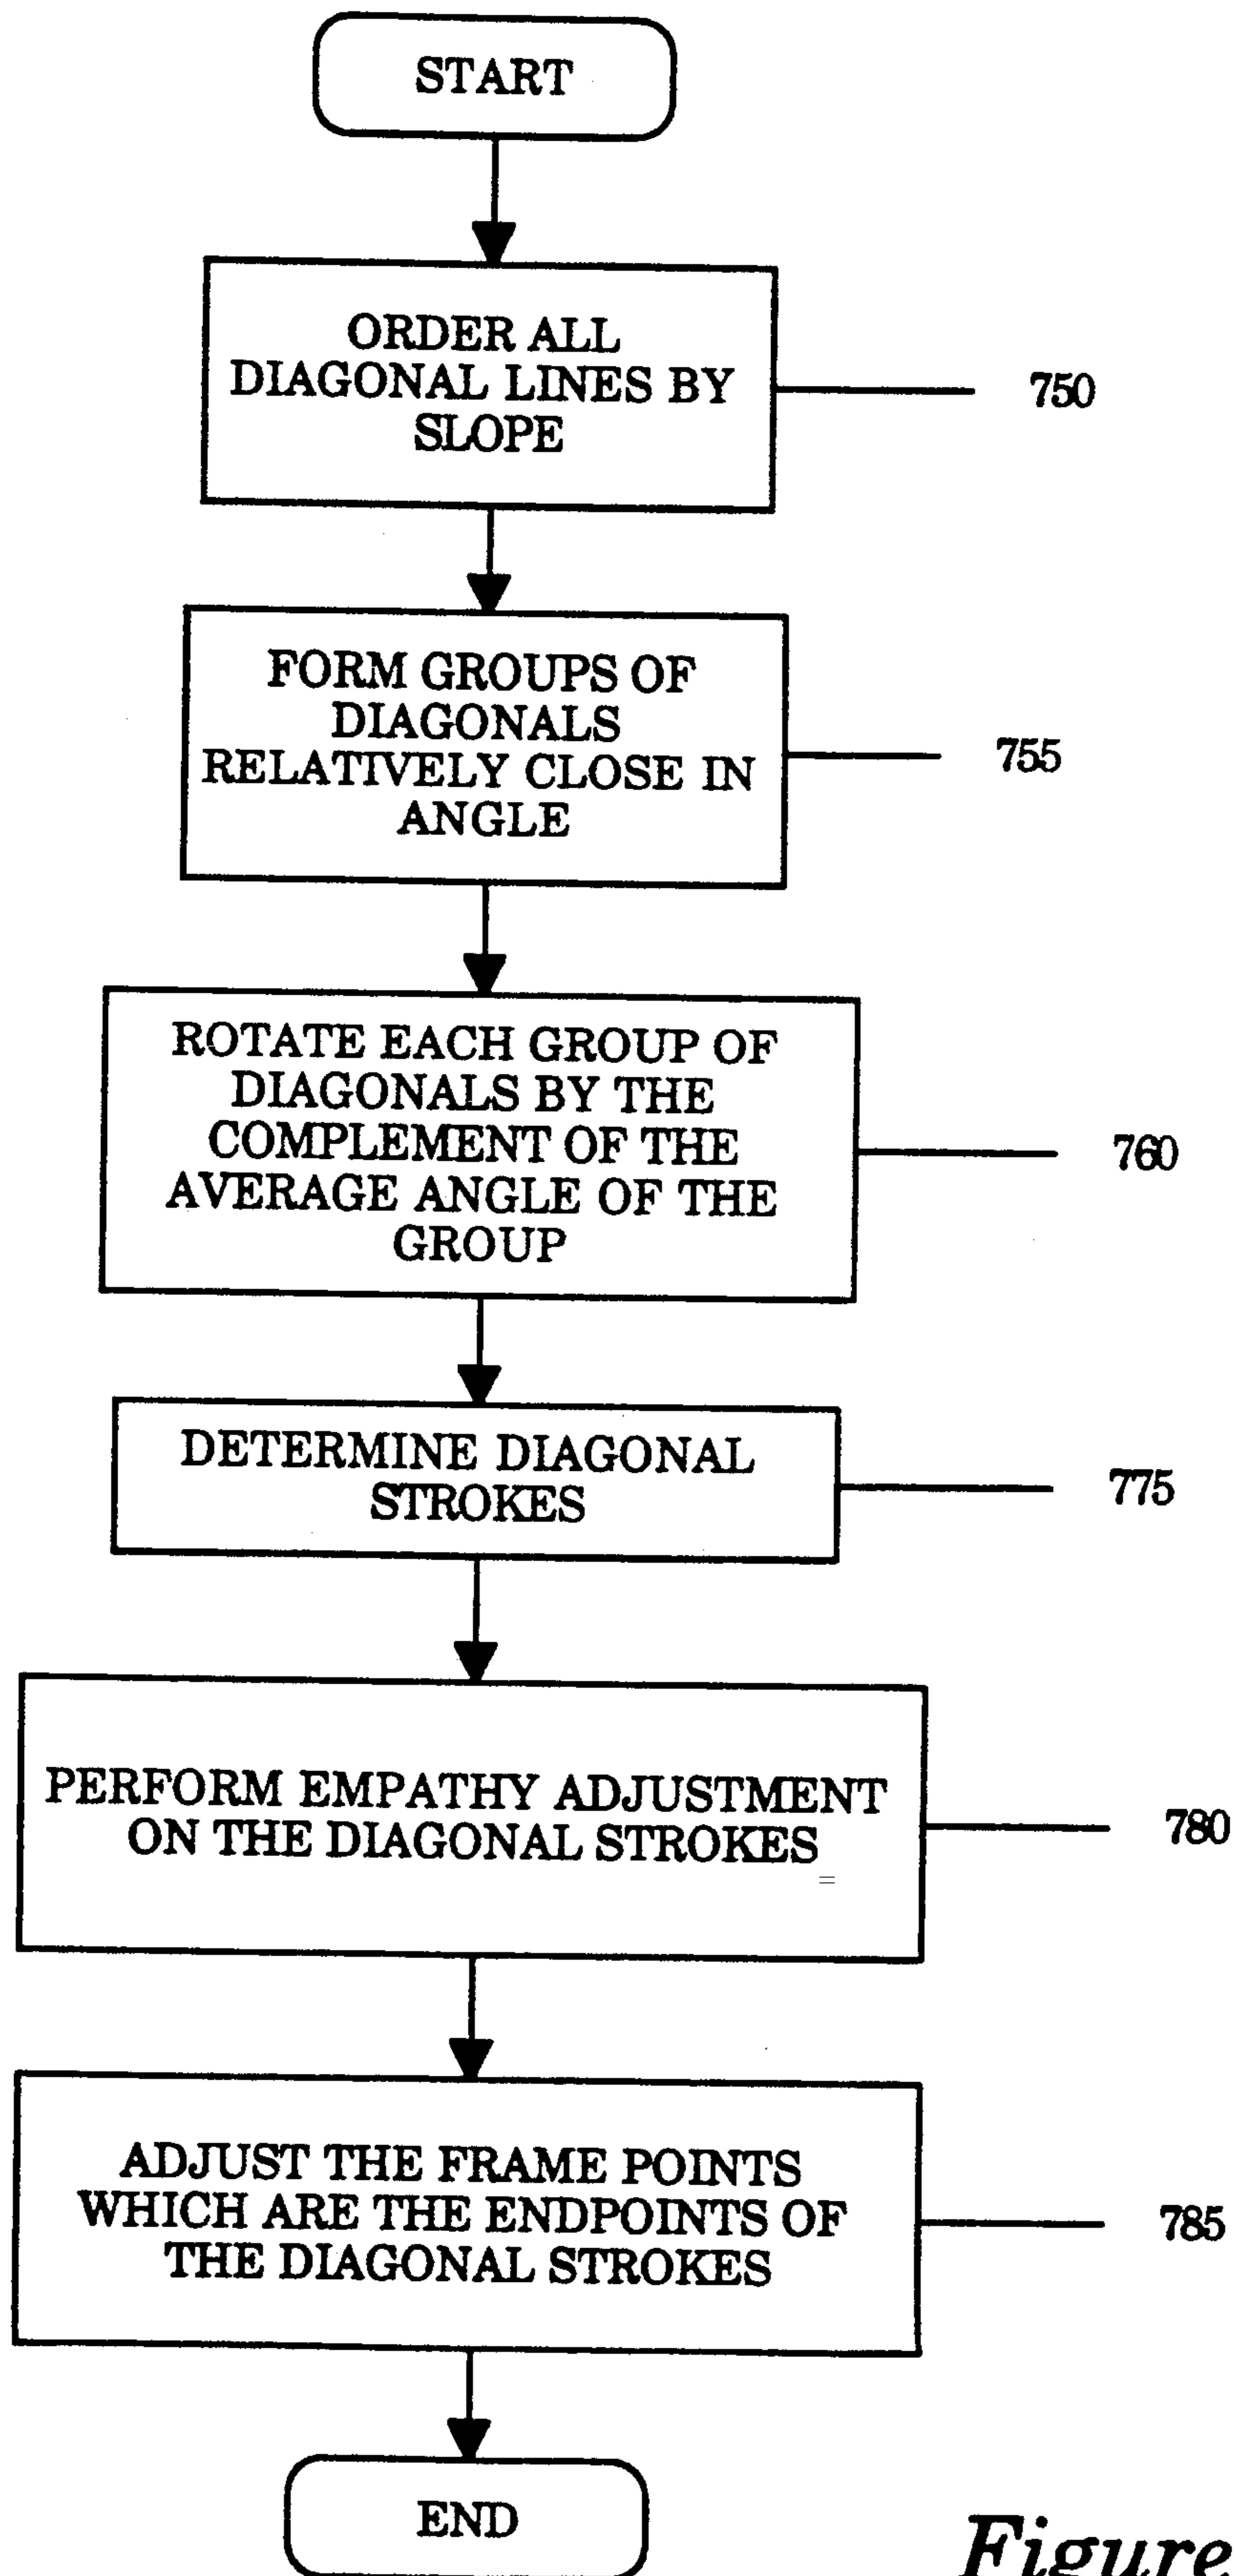 START
ORDER ALL
DIAGONAL LINES BY
SLOPE
750
FORM GROUPS OF
DIAGONALS
RELATIVELY CLOSE IN
ANGLE
755
ROTATE EACH GROUP OF
DIAGONALS BY THE
COMPLEMENT OF THE
AVERAGE ANGLE OF THE
GROUP
760
DETERMINE DIAGONAL
STROKES
775
PERFORM EMPATHY ADJUSTMENT
ON THE DIAGONAL STROKES
780
ADJUST THE FRAME POINTS
WHICH ARE THE ENDPOINTS OF
THE DIAGONAL STROKES
785
END
Figure